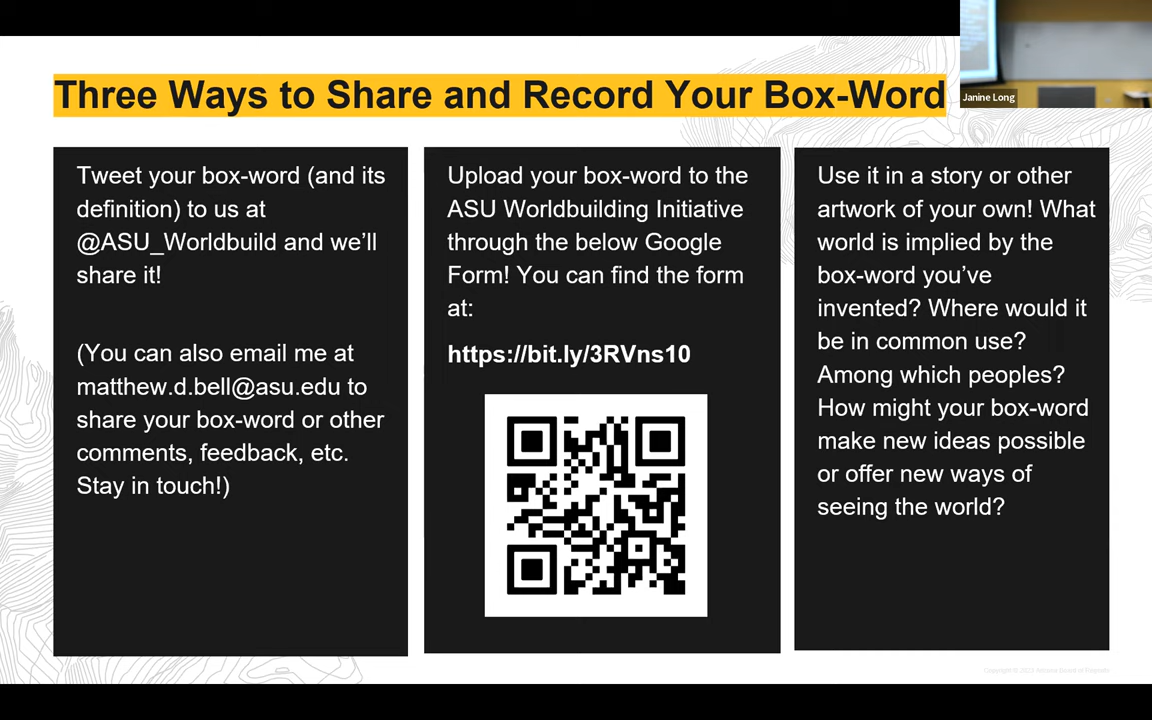 Three Ways to Share and Record Your Box-Word
Janine Long
Tweet your box-word (and its
definition) to us at
@ASU_Worldbuild and we’ll
share it!
(You can also email me at
matthew.d.bell@asu.edu to
share your box-word or other
comments, feedback, etc.
Stay in touch!)
Upload your box-word to the
ASU Worldbuilding Initiative
through the below Google
Form! You can find the form
at:
https://bit.ly/3RVns10
Use it in a story or other
artwork of your own! What
world is implied by the
box-word you’ve
invented? Where would it
be in common use?
Among which peoples?
How might your box-word
make new ideas possible
or offer new ways of
seeing the world?